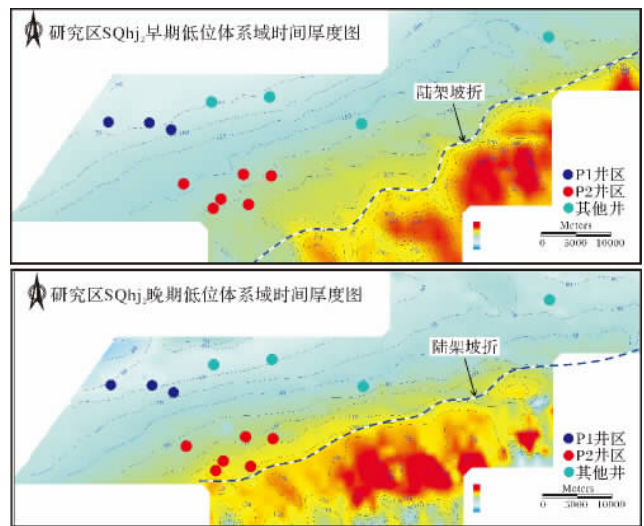 研究区SQhj₂早期低位体系域时间厚度图
陆架坡折
P1井区
P2井区
其他井
Meters
0 5000 10000
研究区SQhj₂晚期低位体系域时间厚度图
陆架坡折
P1井区
P2井区
其他井
Meters
0 5000 10000